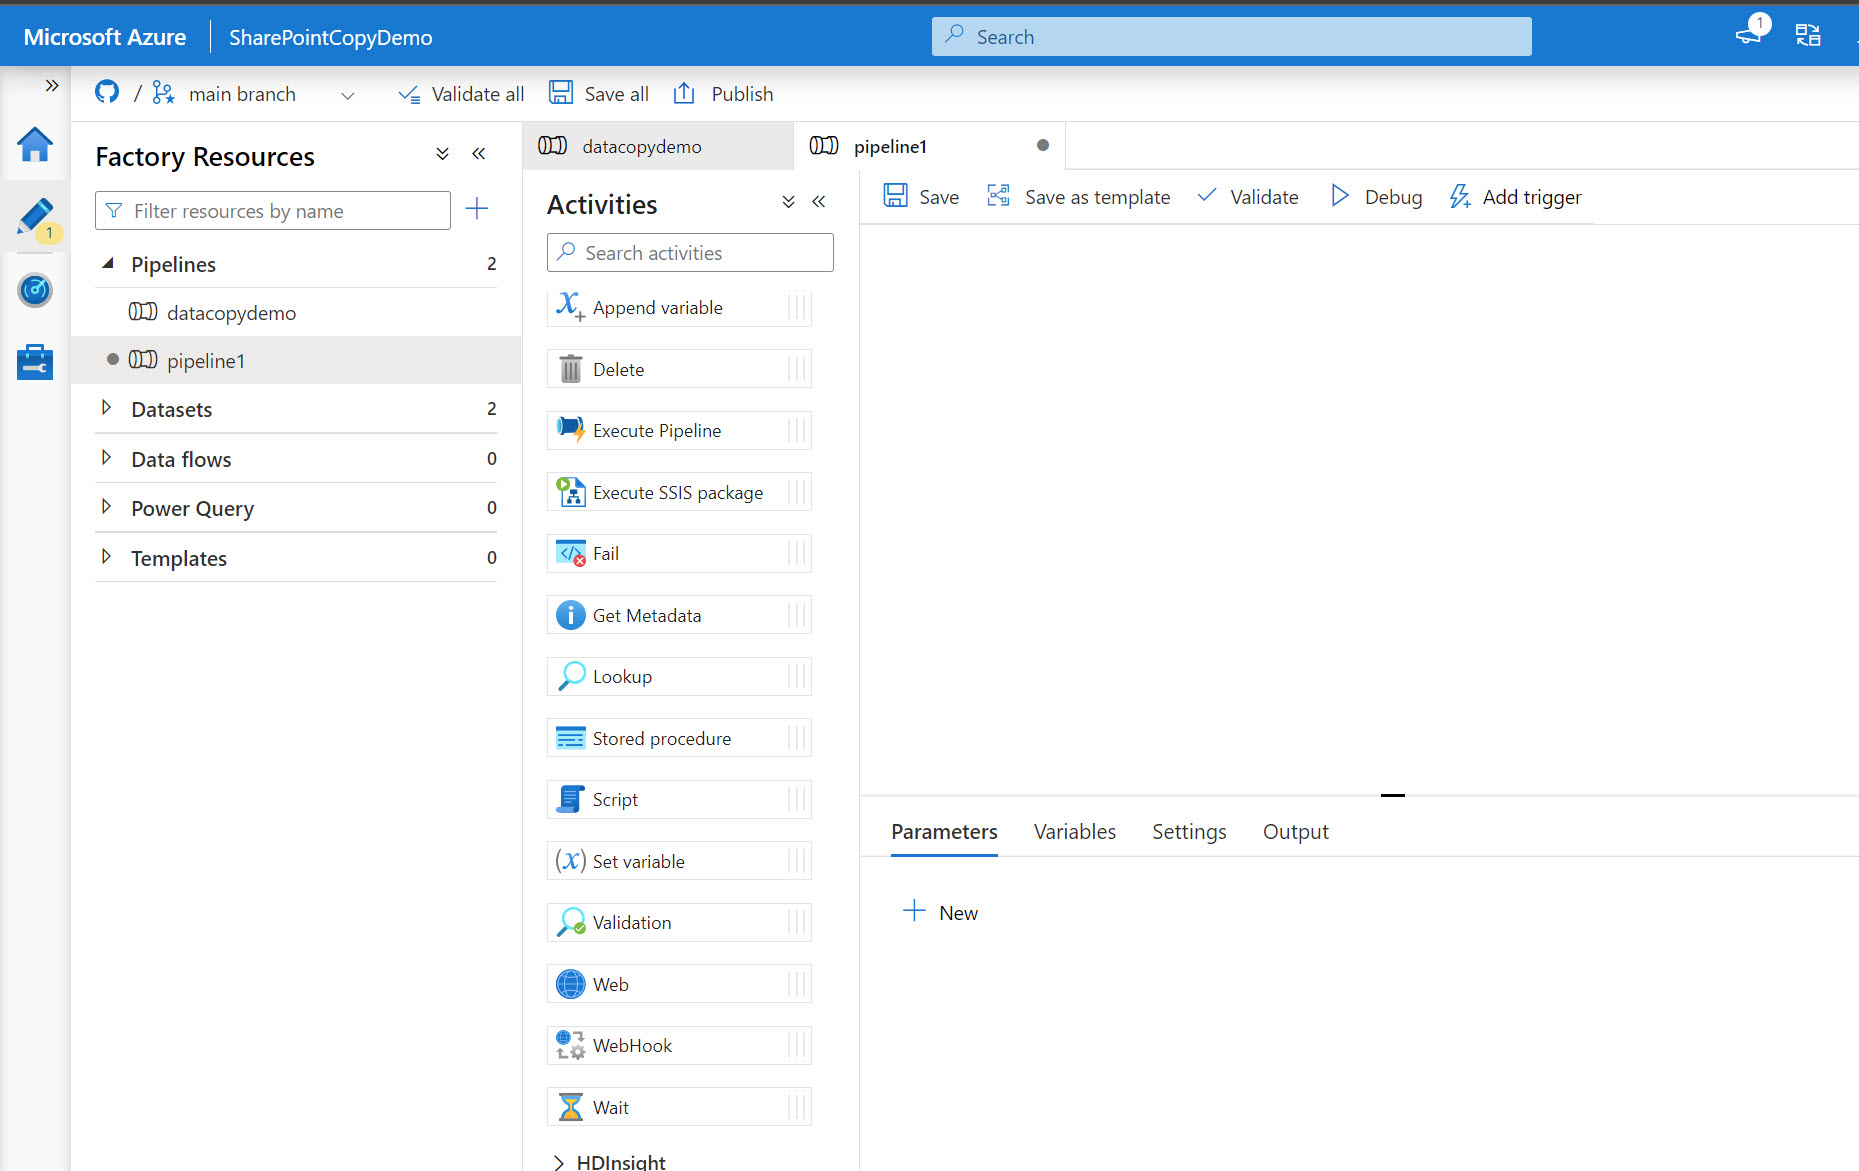 Microsoft Azure
SharePointCopyDemo
Search
1
/ main branch
Validate all
Save all
Publish
1
Factory Resources
Filter resources by name
Pipelines 2
datacopydemo
pipeline1
Datasets 2
Data flows 0
Power Query 0
Templates 0
datacopydemo
pipeline1
Activities
Search activities
Append variable
Delete
Execute Pipeline
Execute SSIS package
Fail
Get Metadata
Lookup
Stored procedure
Script
Set variable
Validation
Web
WebHook
Wait
HDInsight
Save
Save as template
Validate
Debug
Add trigger
Parameters
Variables
Settings
Output
New